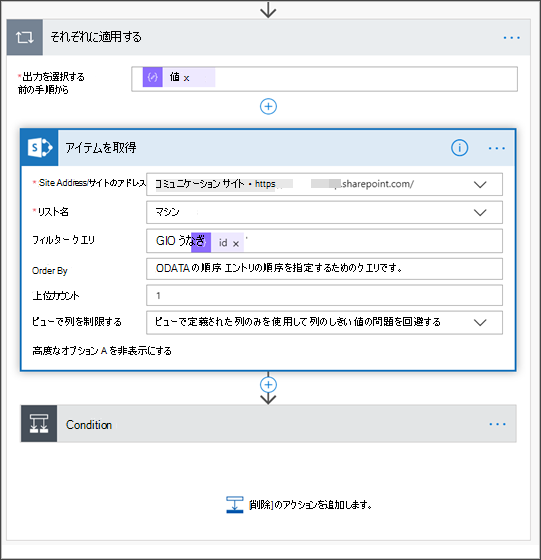 それぞれに適用する
*出力を選択する
前の手順から
値 x
アイテムを取得
* Site Address/サイトのアドレス
コミュニケーション サイト • https
.sharepoint.com/
*リスト名
マシン
フィルター クエリ
GIO うなぎ
id x
'
Order By
ODATA の順序 エントリの順序を指定するためのクエリです。
上位カウント
1
ビューで列を制限する
ビューで定義された列のみを使用して列のしきい値の問題を回避する
高度なオプション A を非表示にする
Condition
[削除]のアクションを追加します。